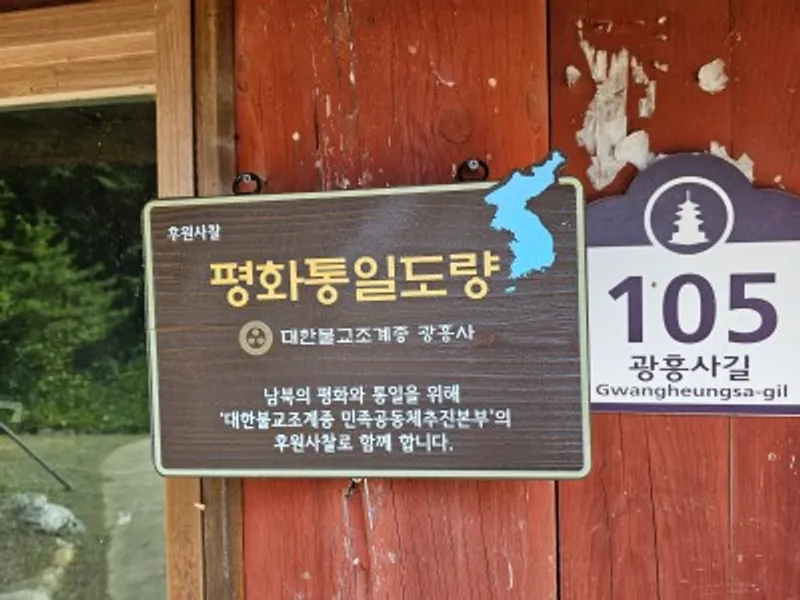 후원사찰
평화통일도량
대한불교조계종 광흥사
남북의 평화와 통일을 위해
'대한불교조계종 민족공동체추진본부'의
후원사찰로 함께 합니다.
105
광흥사길
Gwangheungsa-gil